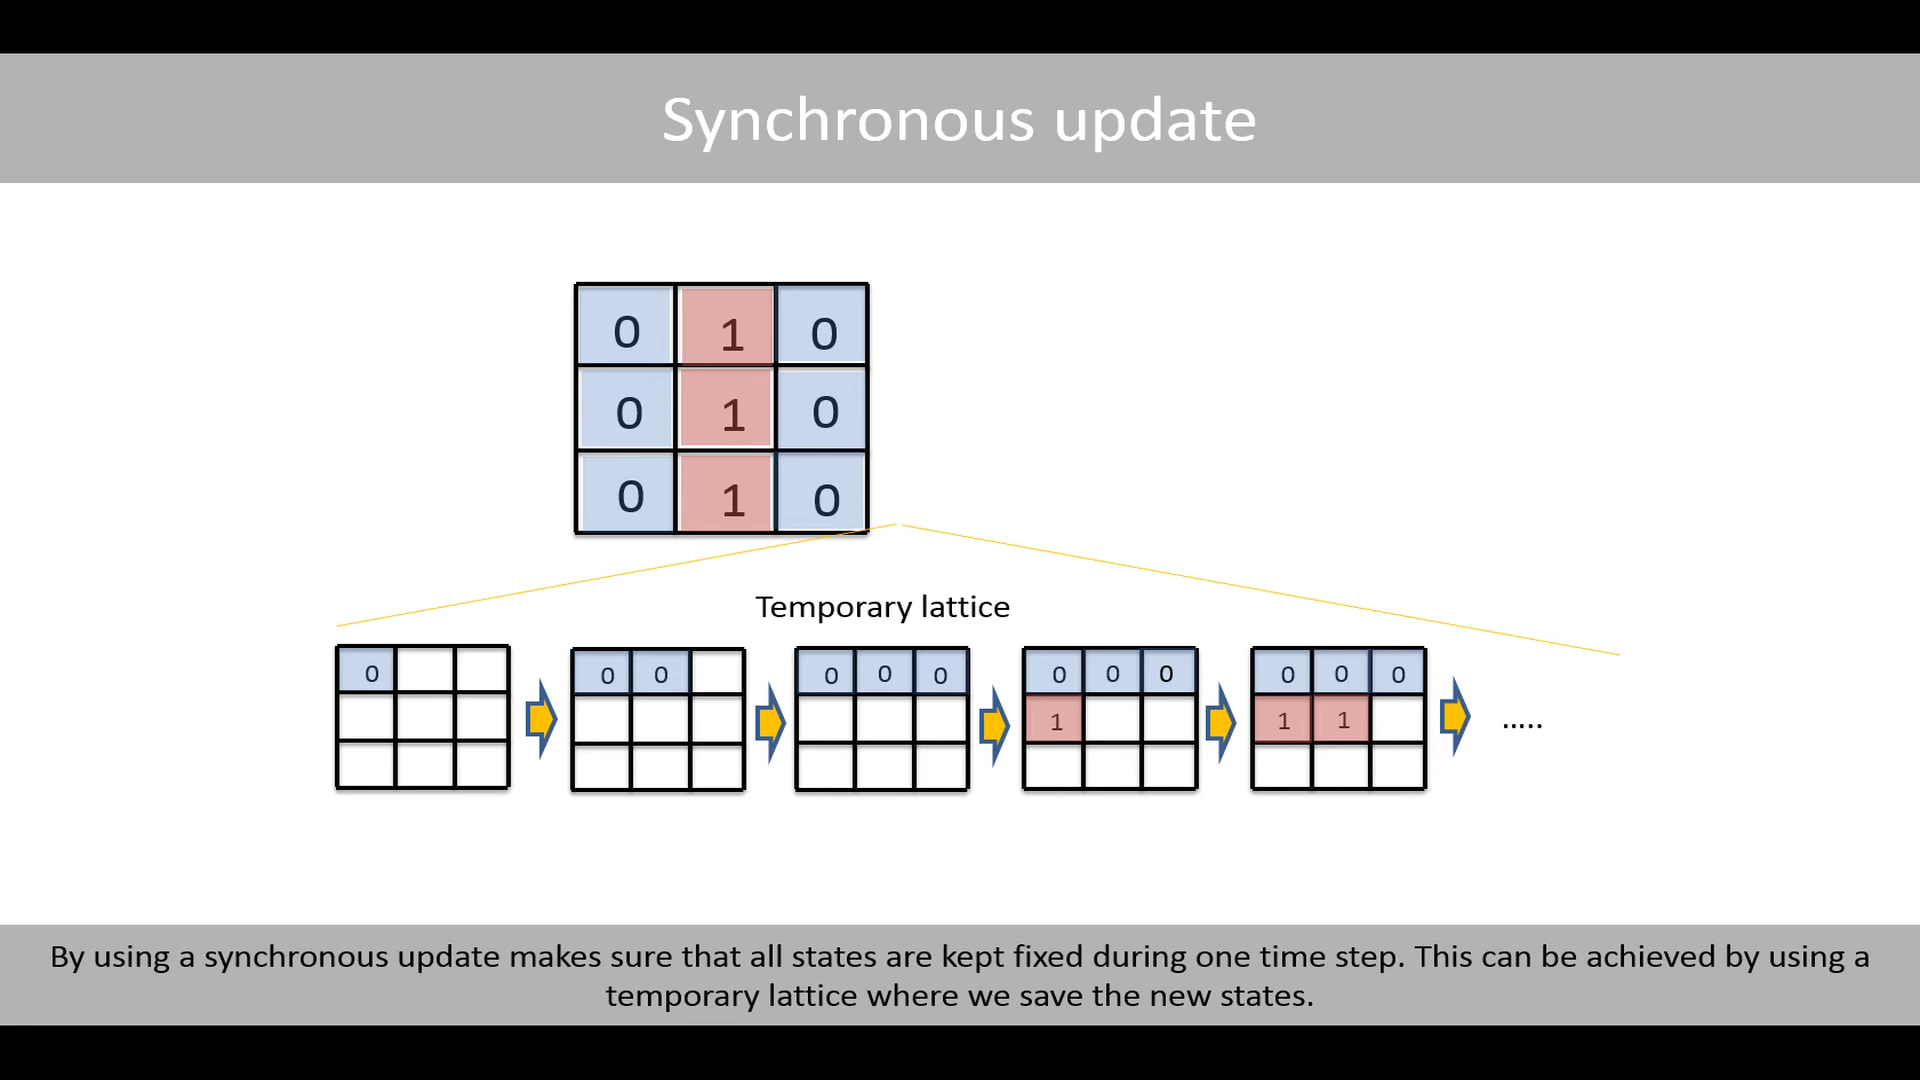 Synchronous update
0 1 0
0 1 0
0 1 0
Temporary lattice
0
0 0
0 0 0
0 0 0
1
0 0 0
1 1
.....
By using a synchronous update makes sure that all states are kept fixed during one time step. This can be achieved by using a
temporary lattice where we save the new states.